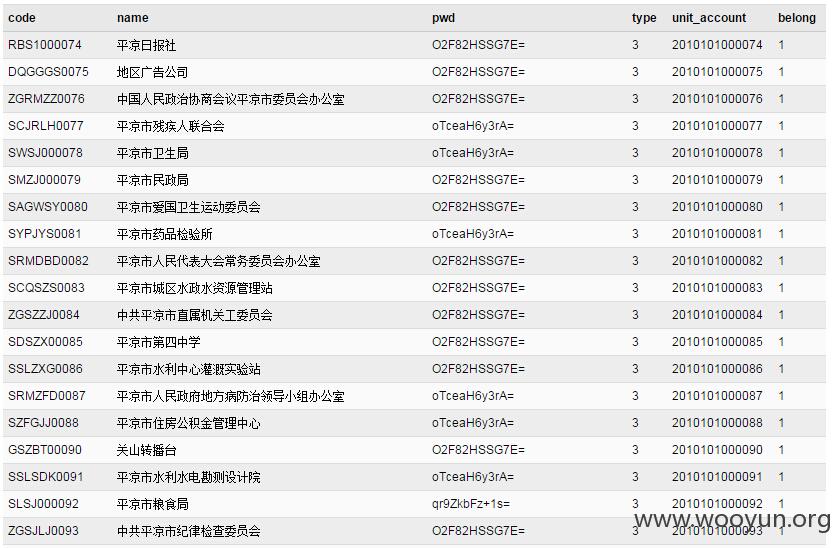 code name pwd type unit_account belong
RBS1000074 平京日报社 O2F82HSSG7E= 3 2010101000074 1
DQGGGS0075 地区广告公司 O2F82HSSG7E= 3 2010101000075 1
ZGRMZZ0076 中国人民政治协商会议平京市委员会办公室 O2F82HSSG7E= 3 2010101000076 1
SCJRLH0077 平京市残疾人联合会 oTceaH6y3rA= 3 2010101000077 1
SWSJ000078 平京市卫生局 oTceaH6y3rA= 3 2010101000078 1
SMZJ000079 平京市民政局 O2F82HSSG7E= 3 2010101000079 1
SAGWSY0080 平京市爱国卫生运动委员会 O2F82HSSG7E= 3 2010101000080 1
SYPJYS0081 平京市药品检验所 oTceaH6y3rA= 3 2010101000081 1
SRMDBD0082 平京市人民代表大会常务委员会办公室 O2F82HSSG7E= 3 2010101000082 1
SCQSZS0083 平京市城区水政水资源管理站 O2F82HSSG7E= 3 2010101000083 1
ZGSZZJ0084 中共平京市直属机关工委员会 O2F82HSSG7E= 3 2010101000084 1
SDSZX00085 平京市第四中学 O2F82HSSG7E= 3 2010101000085 1
SSLZXG0086 平京市水利中心灌溉实验站 O2F82HSSG7E= 3 2010101000086 1
SRMZFD0087 平京市人民政府地方病防治领导小组办公室 oTceaH6y3rA= 3 2010101000087 1
SZFGJJ0088 平京市住房公积金管理中心 oTceaH6y3rA= 3 2010101000088 1
GSZBT00090 关山转播台 O2F82HSSG7E= 3 2010101000090 1
SSLSDK0091 平京市水利水电勘测设计院 oTceaH6y3rA= 3 2010101000091 1
SLSJ000092 平京市粮食局 qr9ZkbFz+1s= 3 2010101000092 1
ZGSJLJ0093 中共平京市纪律检查委员会 O2F82HSSG7E= 3 2010101000093 1
www.wooyun.org